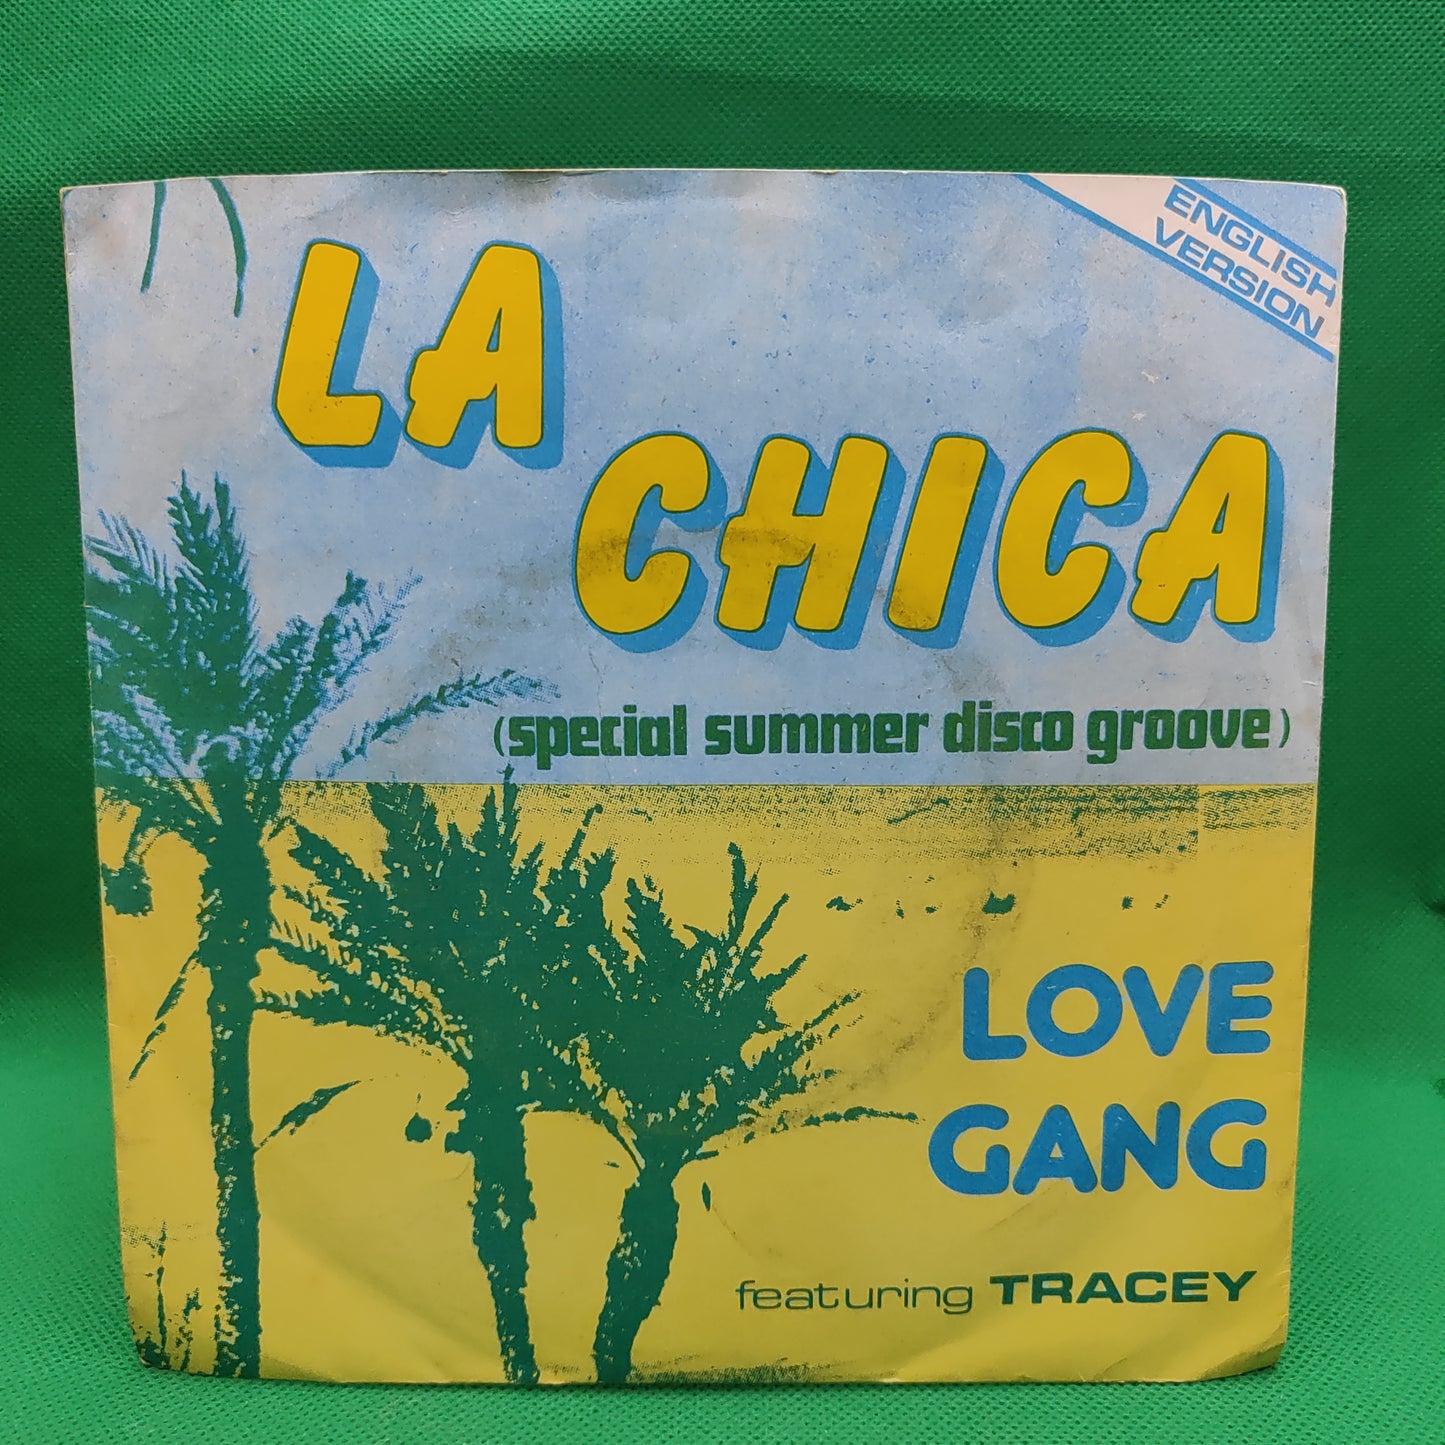 ENGLISH
VERSION
LA
CHICA
(special summer disco groove)
LOVE
GANG
featuring TRACEY